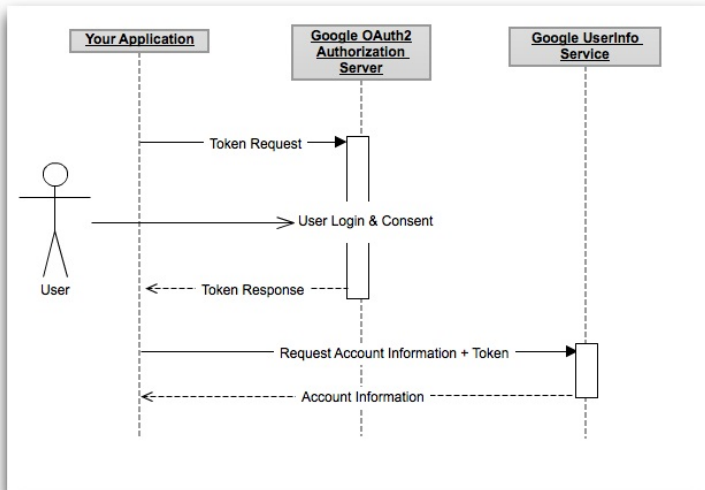 Your Application
Google OAuth2
Authorization
Server
Google UserInfo
Service
Token Request
User Login & Consent
User
Token Response
Request Account Information + Token
Account Information